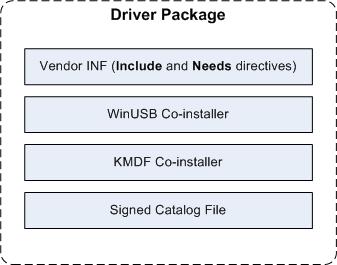 Driver Package
Vendor INF (Include and Needs directives)
WinUSB Co-installer
KMDF Co-installer
Signed Catalog File